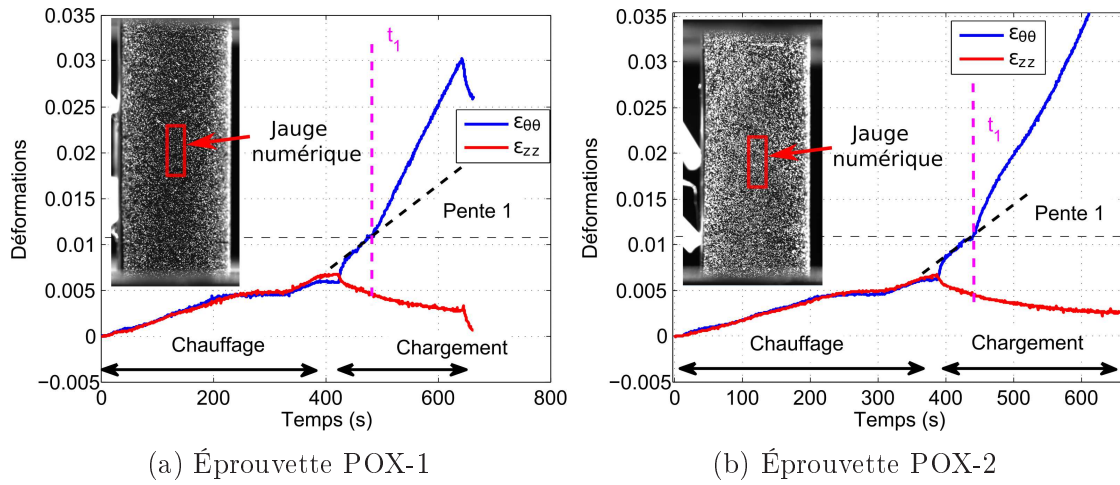 0.035
0.03
0.025
0.02
0.015
0.01
0.005
0
−0.005
Déformations
Jauge
numérique
t1
εθθ
εzz
Pente 1
Chauffage
Chargement
0 200 400 600 800
Temps (s)
(a) Éprouvette POX-1
0.035
0.03
0.025
0.02
0.015
0.01
0.005
0
−0.005
Déformations
Jauge
numérique
εθθ
εzz
t1
Pente 1
Chauffage
Chargement
0 100 200 300 400 500 600
Temps (s)
(b) Éprouvette POX-2